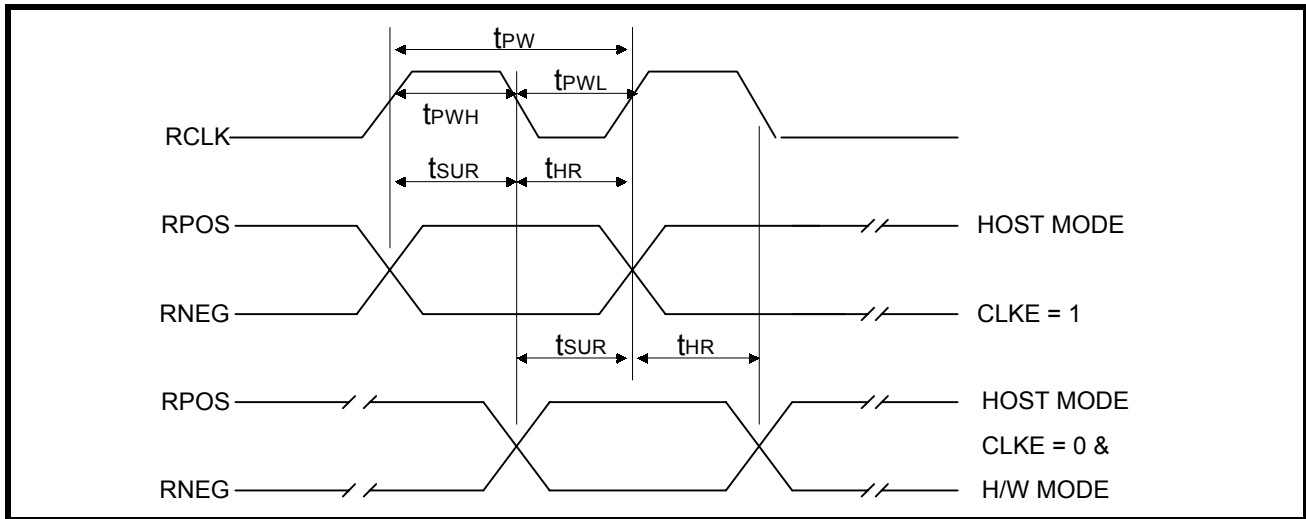 tPW
tPWL
tPWH
RCLK
tSUR
tHR
RPOS
HOST MODE
RNEG
CLKE = 1
tSUR
tHR
RPOS
HOST MODE
CLKE = 0 &
RNEG
H/W MODE